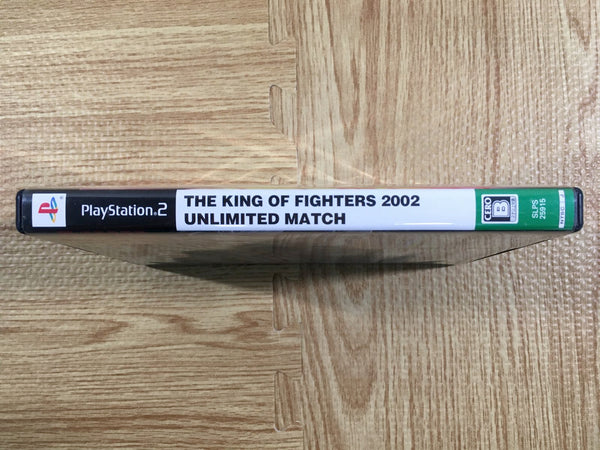 PlayStation.2
THE KING OF FIGHTERS 2002
UNLIMITED MATCH
CERO
B
SLPS
25915